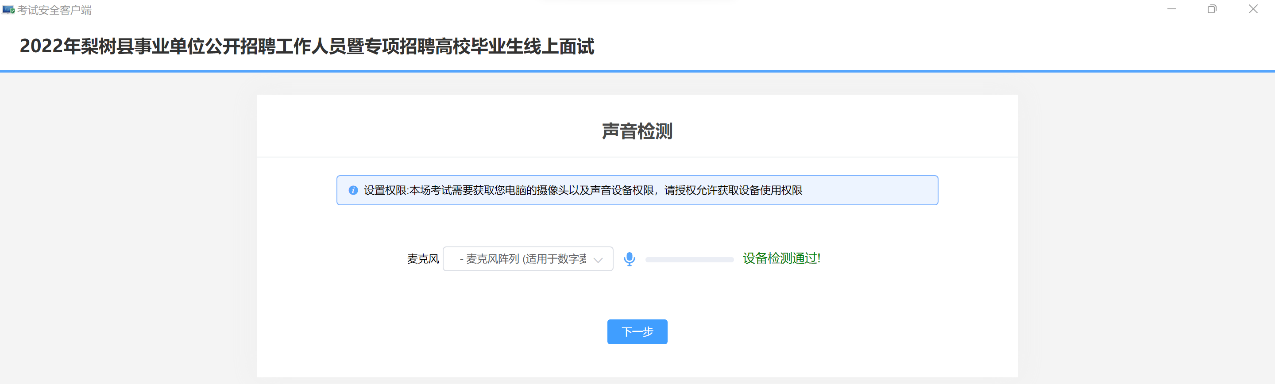 考试安全客户端
2022年梨树县事业单位公开招聘工作人员暨专项招聘高校毕业生线上面试
声音检测
设置权限:本场考试需要获取您电脑的摄像头以及声音设备权限，请授权允许获取设备使用权限
麦克风 - 麦克风阵列 (适用于数字麦 设备检测通过!
下一步